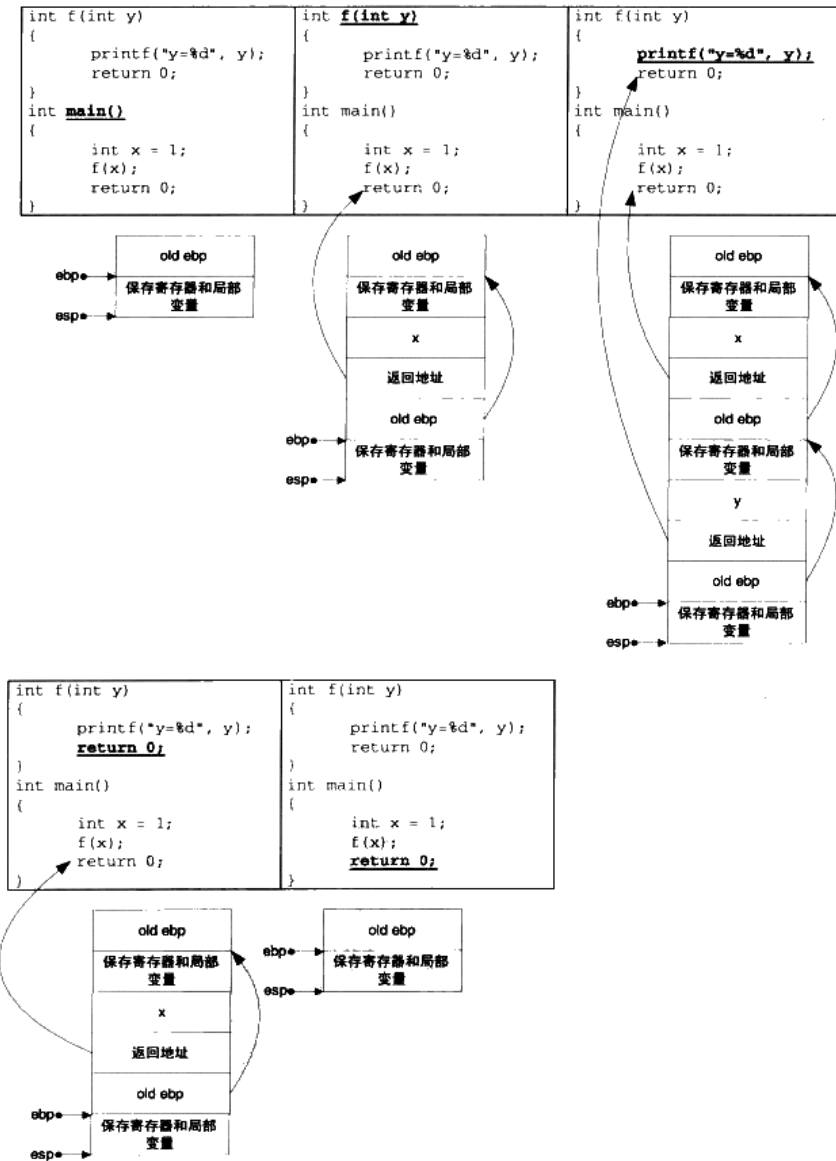 int f(int y)
{
printf("y=%d", y);
return 0;
}
int main()
{
int x = 1;
f(x);
return 0;
}
int f(int y)
{
printf("y=%d", y);
return 0;
}
int main()
{
int x = 1;
f(x);
return 0;
}
int f(int y)
{
printf("y=%d", y);
return 0;
}
int main()
{
int x = 1;
f(x);
return 0;
}
old ebp
ebp
保存寄存器和局部
变量
esp
old ebp
保存寄存器和局部
变量
x
返回地址
old ebp
ebp
保存寄存器和局部
变量
esp
old ebp
保存寄存器和局部
变量
x
返回地址
old ebp
保存寄存器和局部
变量
y
返回地址
old ebp
ebp
保存寄存器和局部
变量
esp
int f(int y)
{
printf("y=%d", y);
return 0;
}
int main()
{
int x = 1;
f(x);
return 0;
}
int f(int y)
{
printf("y=%d", y);
return 0;
}
int main()
{
int x = 1;
f(x);
return 0;
}
old ebp
保存寄存器和局部
变量
x
返回地址
old ebp
ebp
保存寄存器和局部
变量
esp
old ebp
ebp
保存寄存器和局部
变量
esp